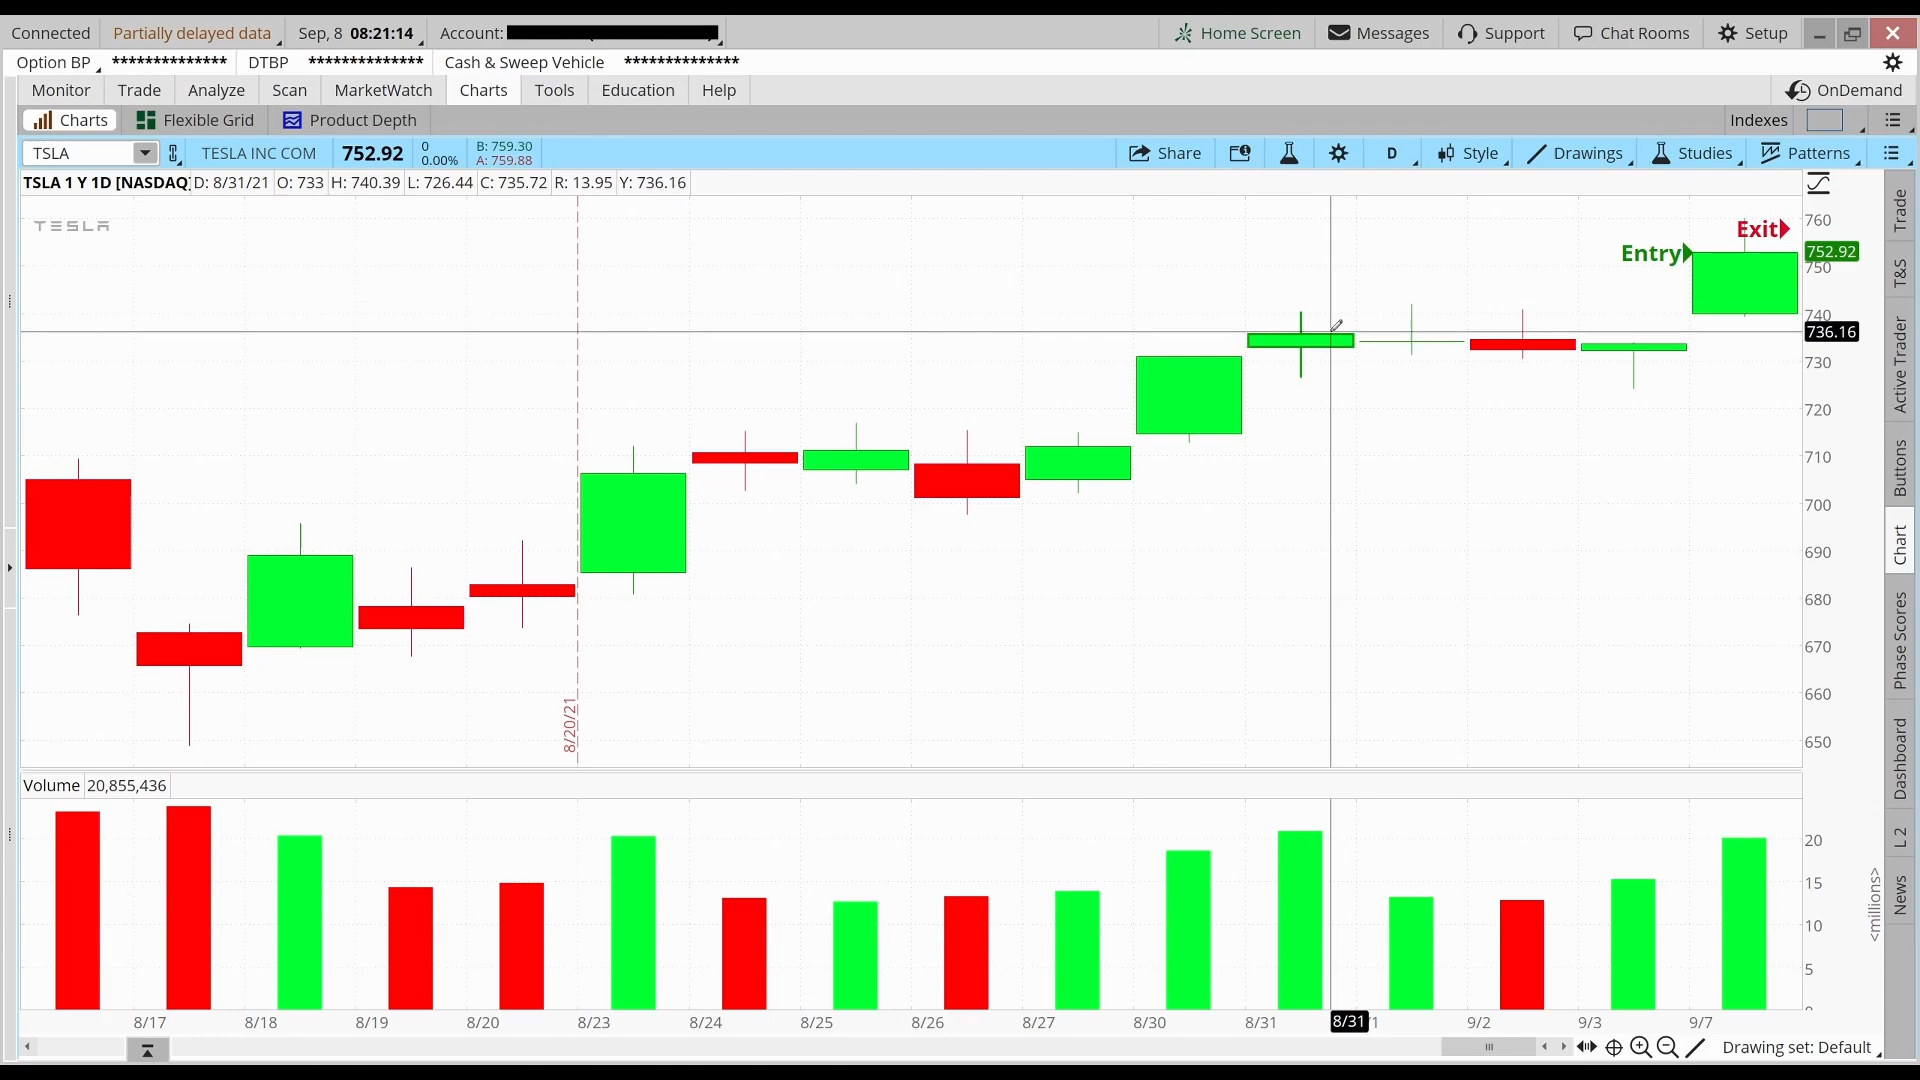 Connected Partially delayed data Sep, 8 08:21:14 Account: Home Screen Messages Support Chat Rooms Setup
Option BP ************** DTBP ************** Cash & Sweep Vehicle **************
Monitor Trade Analyze Scan MarketWatch Charts Tools Education Help OnDemand
Charts Flexible Grid Product Depth Indexes
TSLA TESLA INC COM 752.92 0 0.00% B: 759.30 A: 759.88 Share D Style Drawings Studies Patterns
TSLA 1 Y 1D [NASDAQ] D: 8/31/21 O: 733 H: 740.39 L: 726.44 C: 735.72 R: 13.95 Y: 736.16
TESLA
Exit
Entry
760
752.92
750
740
736.16
730
720
710
700
690
680
670
660
650
8/20/21
Volume 20,855,436
20
15
10
5
<millions>
8/17 8/18 8/19 8/20 8/23 8/24 8/25 8/26 8/27 8/30 8/31 8/31 9/2 9/3 9/7
Drawing set: Default
Trade
T&S
Active Trader
Buttons
Chart
Phase Scores
Dashboard
L 2
News